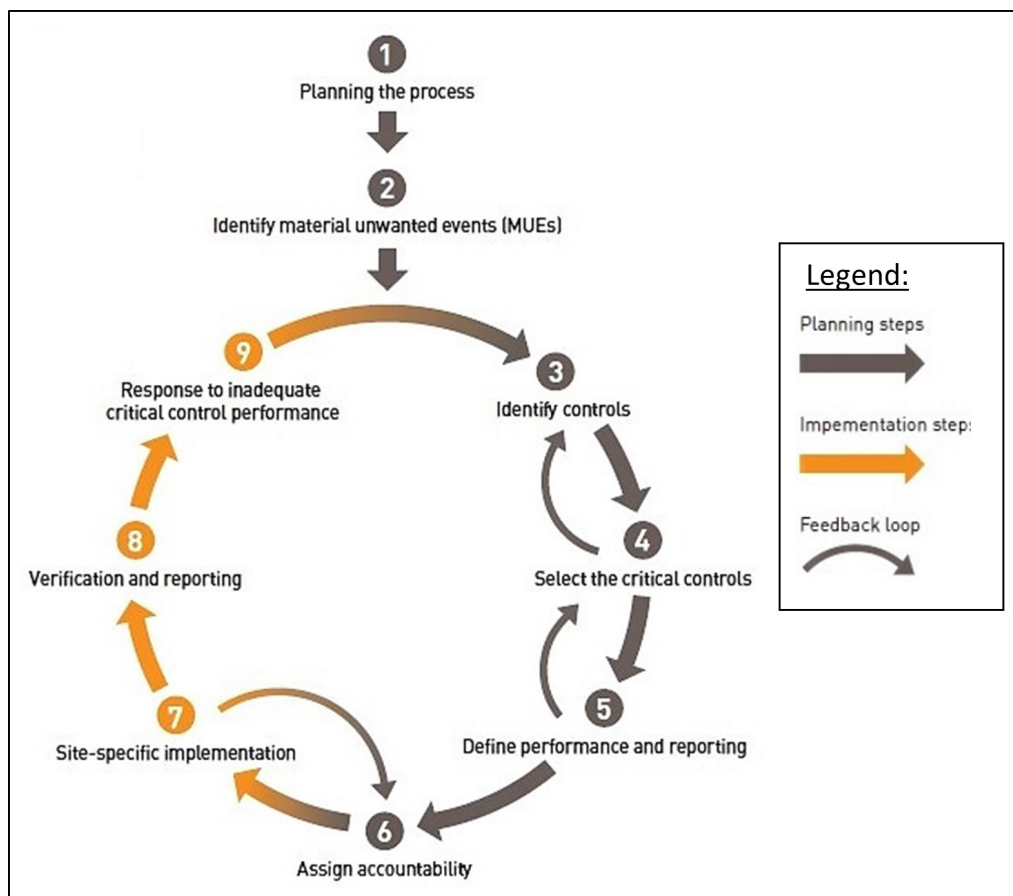 1
Planning the process
2
Identify material unwanted events (MUEs)
Legend:
Planning steps
Impementation steps
Feedback loop
9
Response to inadequate
critical control performance
3
Identify controls
8
Verification and reporting
4
Select the critical controls
7
Site-specific implementation
5
Define performance and reporting
6
Assign accountability